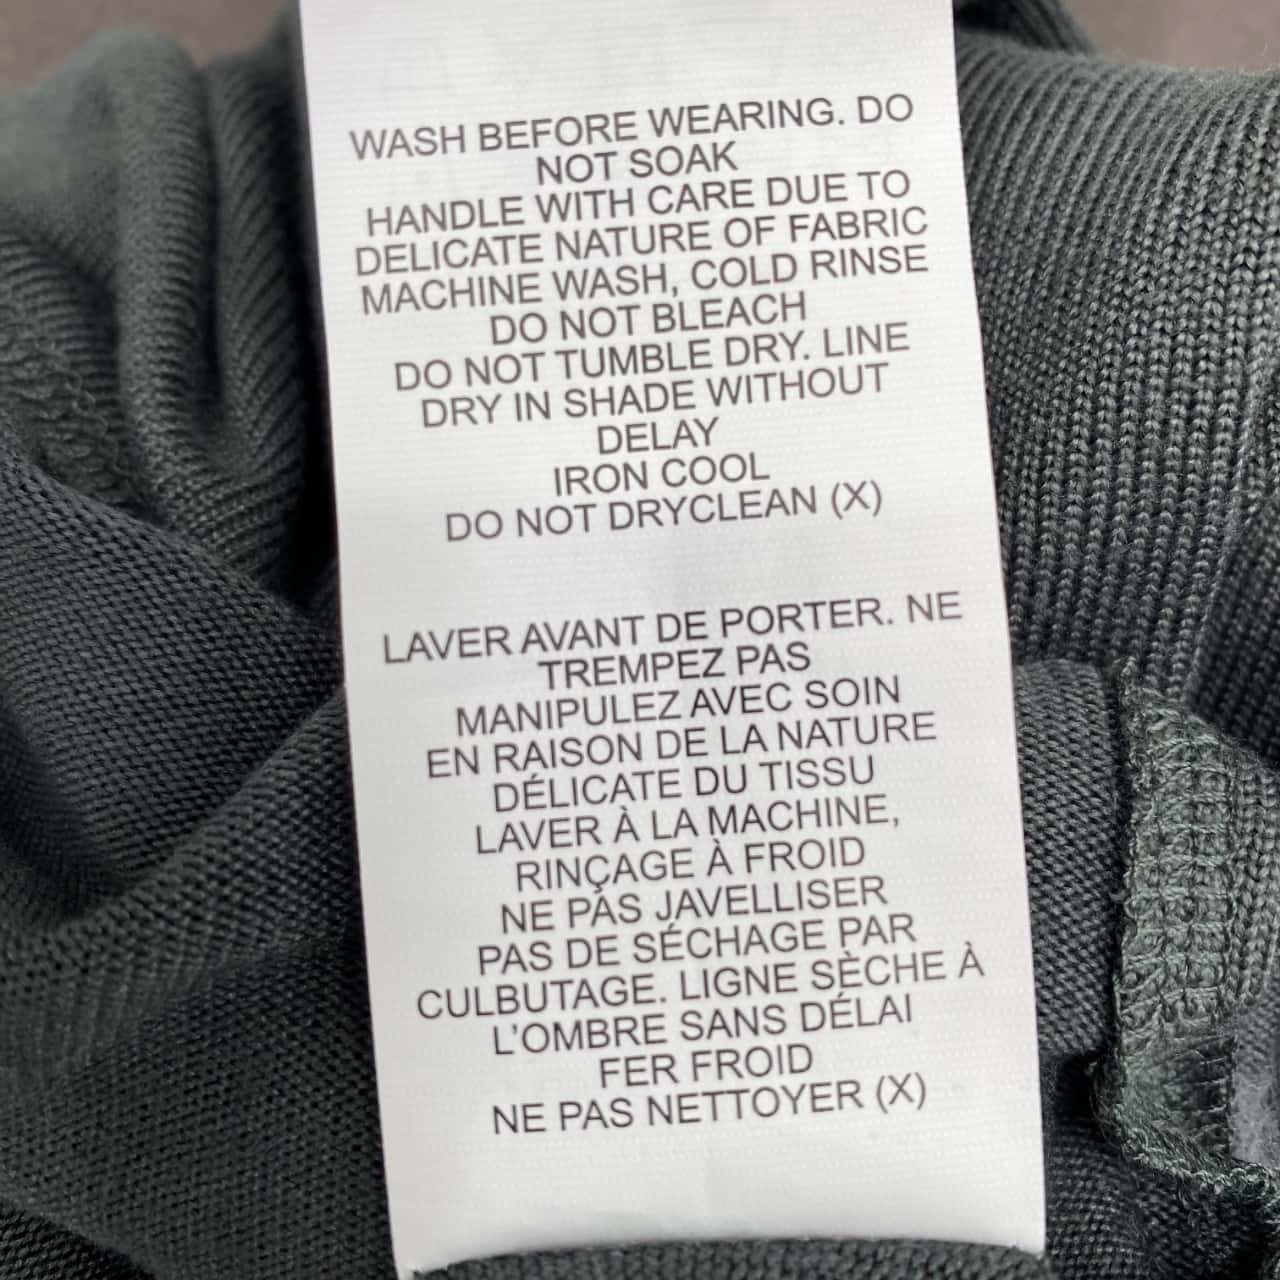 WASH BEFORE WEARING. DO
NOT SOAK
HANDLE WITH CARE DUE TO
DELICATE NATURE OF FABRIC
MACHINE WASH, COLD RINSE
DO NOT BLEACH
DO NOT TUMBLE DRY. LINE
DRY IN SHADE WITHOUT
DELAY
IRON COOL
DO NOT DRYCLEAN (X)
LAVER AVANT DE PORTER. NE
TREMPEZ PAS
MANIPULEZ AVEC SOIN
EN RAISON DE LA NATURE
DÉLICATE DU TISSU
LAVER À LA MACHINE,
RINÇAGE À FROID
NE PAS JAVELLISER
PAS DE SÉCHAGE PAR
CULBUTAGE. LIGNE SÈCHE À
L'OMBRE SANS DÉLAI
FER FROID
NE PAS NETTOYER (X)